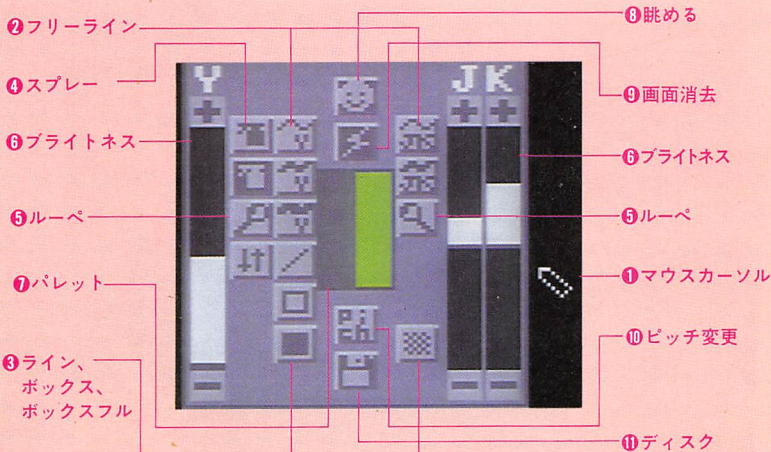 ❷フリーライン
❽眺める
❹スプレー
❾画面消去
❻ブライトネス
❻ブライトネス
❺ルーペ
❺ルーペ
❼パレット
❶マウスカーソル
❸ライン、
ボックス、
ボックスフル
❿ピッチ変更
⓫ディスク
Y
J K
Pi
ch